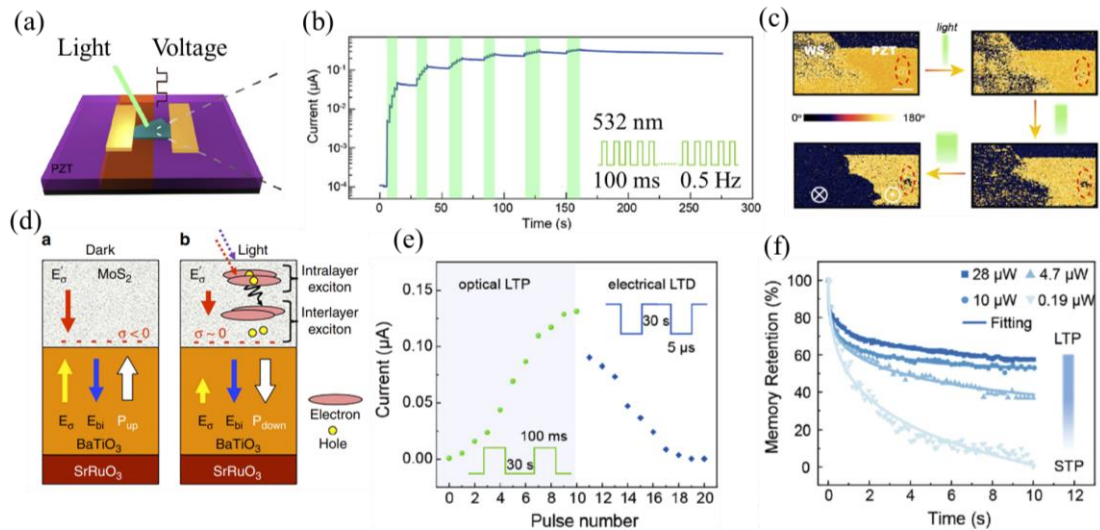 (a)
Light
Voltage
PZT
(b)
Current (μA)
10⁰
10⁻¹
10⁻²
10⁻³
10⁻⁴
532 nm
100 ms
0.5 Hz
0
50
100
150
200
250
300
Time (s)
(c)
WS
PZT
light
0°
180°
(d)
a
Dark
E'σ
MoS₂
σ < 0
Eσ
Ebi
Pup
BaTiO₃
SrRuO₃
b
Light
E'σ
σ ~ 0
Eσ
Ebi
Pdown
BaTiO₃
SrRuO₃
Intralayer
exciton
Interlayer
exciton
Electron
Hole
(e)
Current (μA)
0.15
0.10
0.05
0.00
optical LTP
electrical LTD
30 s
5 μs
100 ms
30 s
0 2 4 6 8 10 12 14 16 18 20
Pulse number
(f)
Memory Retention (%)
100
80
60
40
20
0
28 μW
4.7 μW
10 μW
0.19 μW
Fitting
LTP
STP
0 2 4 6 8 10 12
Time (s)